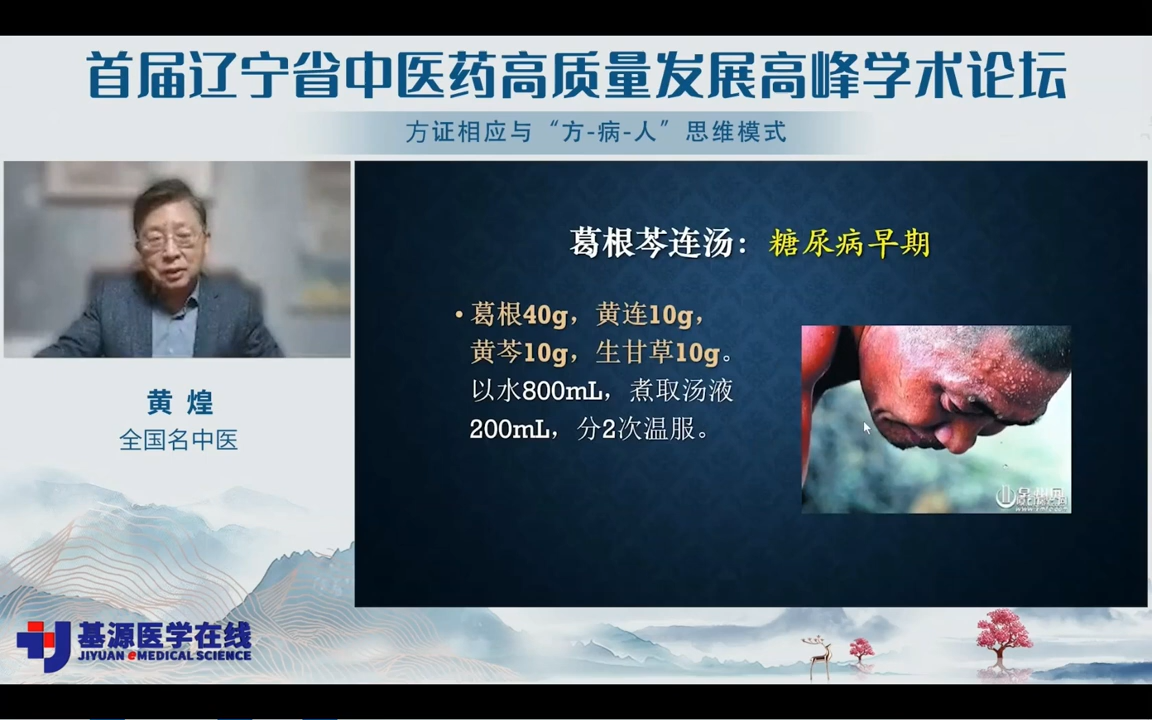 首届辽宁省中医药高质量发展高峰学术论坛
方证相应与“方-病-人”思维模式
黄 煌
全国名中医
葛根芩连汤：糖尿病早期
• 葛根40g，黄连10g，
黄芩10g，生甘草10g。
以水800mL，煮取汤液
200mL，分2次温服。
基源医学在线
JIYUAN eMEDICAL SCIENCE